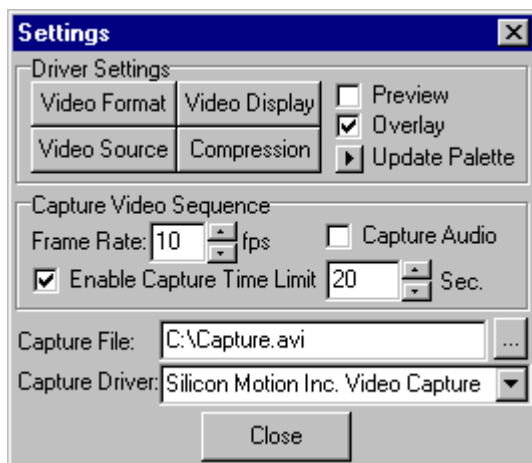 Settings
Driver Settings
Video Format Video Display Preview
Overlay
Video Source Compression Update Palette
Capture Video Sequence
Frame Rate: 10 fps Capture Audio
Enable Capture Time Limit 20 Sec.
Capture File: C:\Capture.avi ...
Capture Driver: Silicon Motion Inc. Video Capture
Close